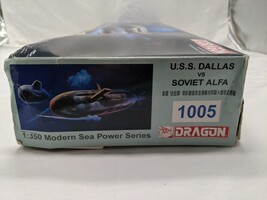 U.S.S. DALLAS
VS
SOVIET ALFA
1005
1:350 Modern Sea Power Series
DRAGON